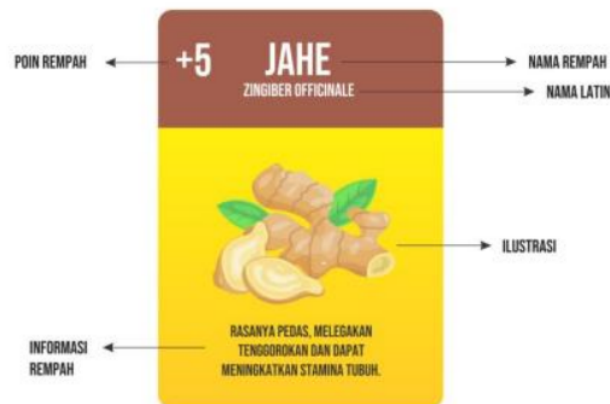 POIN REMPAH
+5
JAHE
NAMA REMPAH
ZINGIBER OFFICINALE
NAMA LATIN
ILUSTRASI
INFORMASI
REMPAH
RASANYA PEDAS, MELEGAKAN
TENGGOROKAN DAN DAPAT
MENINGKATKAN STAMINA TUBUH.